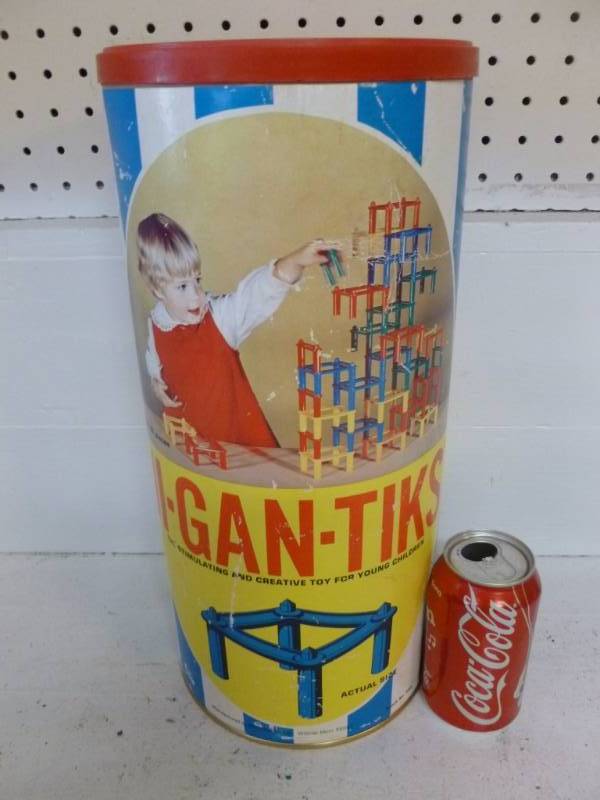 I-GAN-TIKS
STIMULATING AND CREATIVE TOY FOR YOUNG CHILDREN
ACTUAL SIZE
Coca-Cola